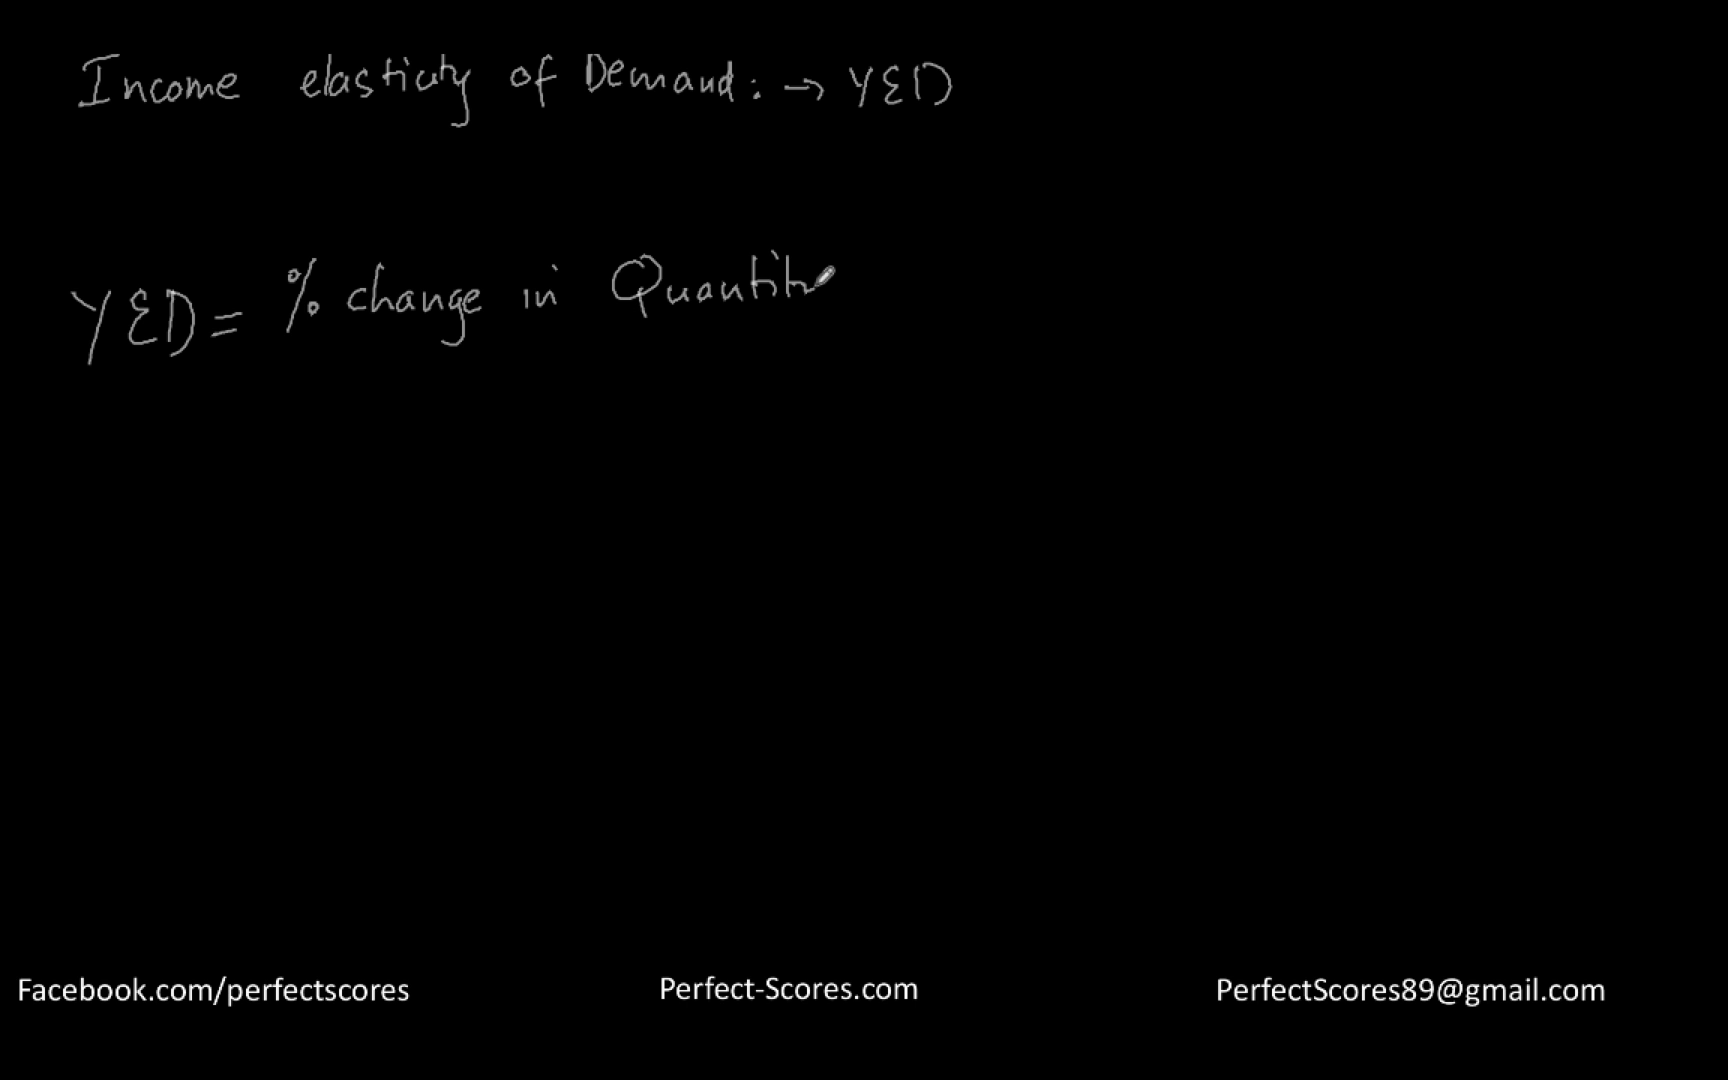 Income elasticity of Demand: → YED
YED = % change in Quantit
Facebook.com/perfectscores
Perfect-Scores.com
PerfectScores89@gmail.com